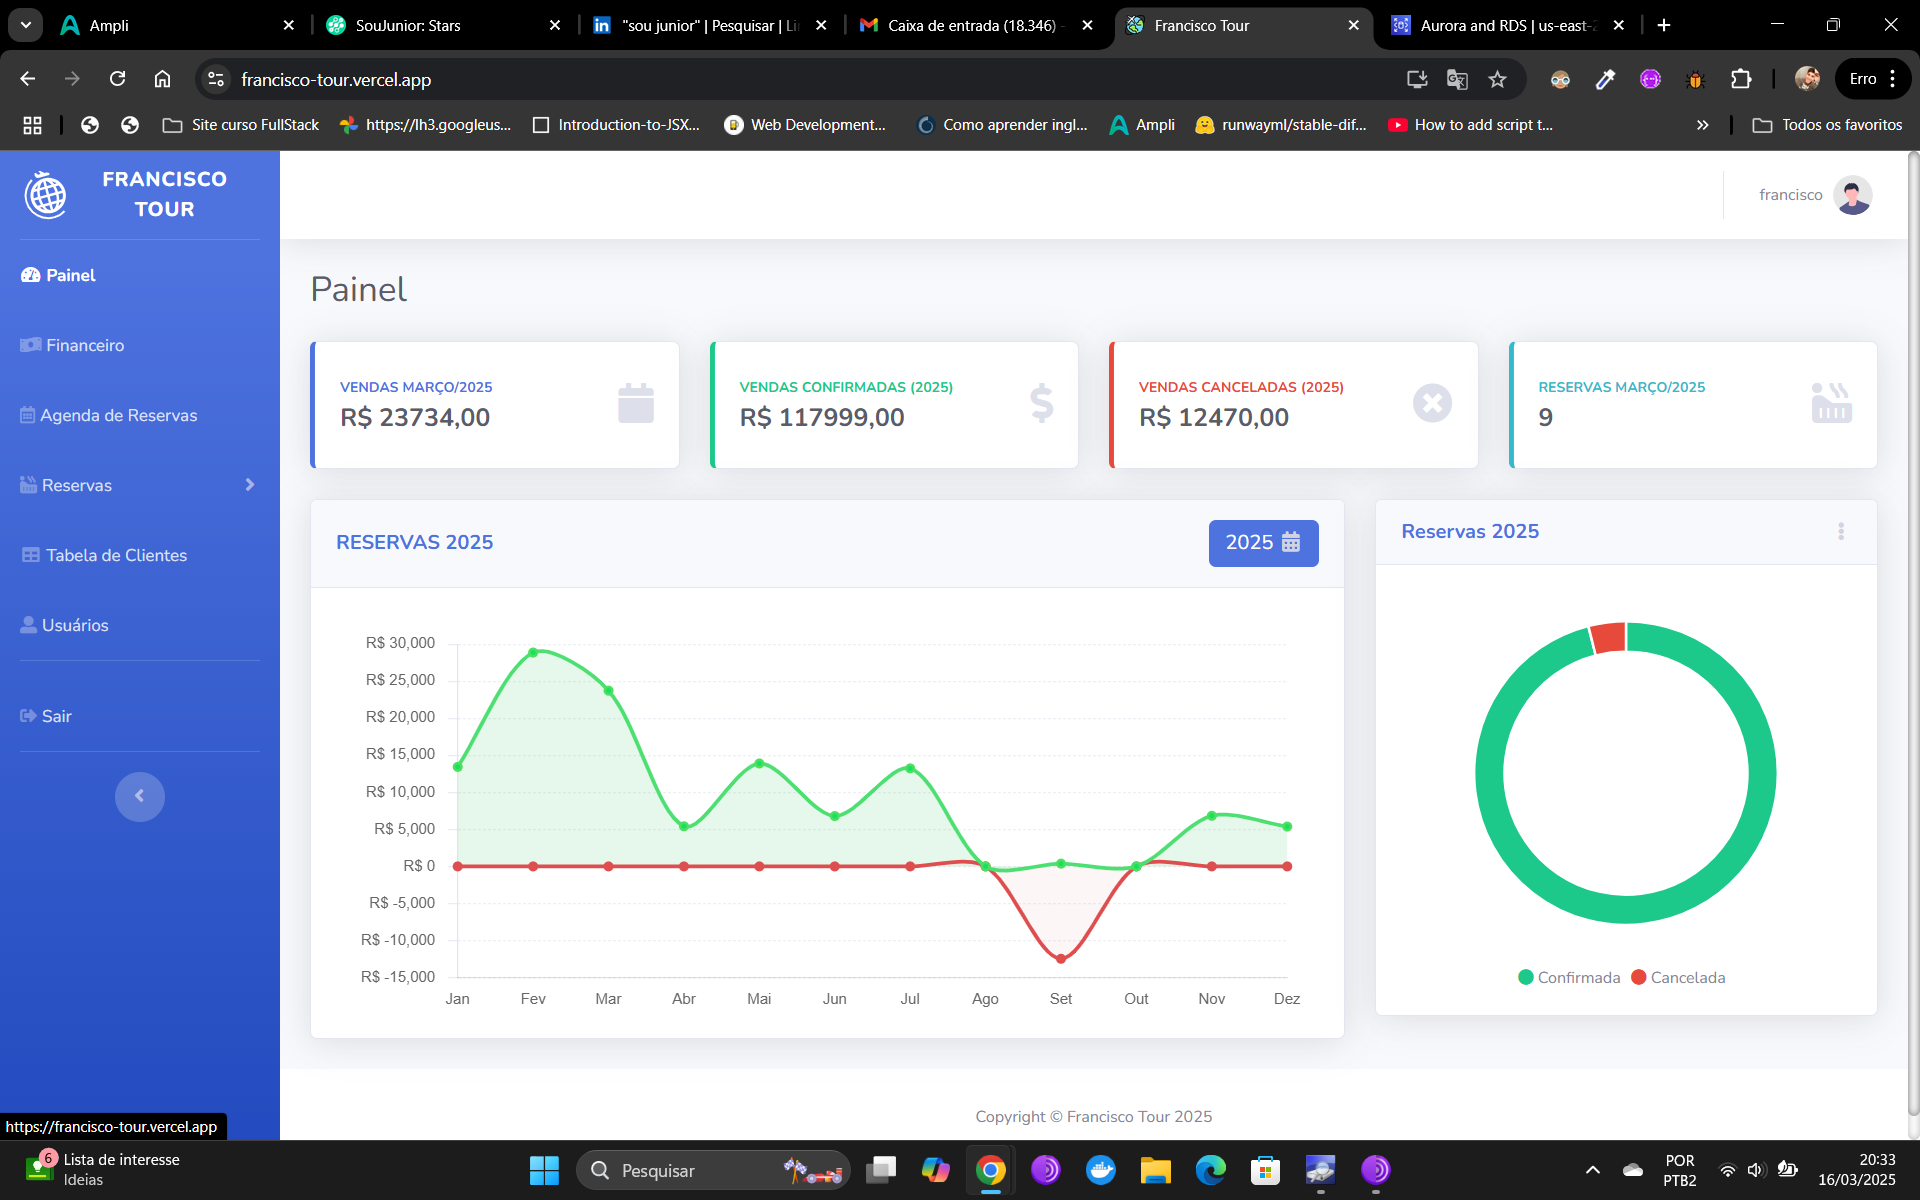 Ampli
SouJunior: Stars
"sou junior" | Pesquisar | Li
Caixa de entrada (18.346) -
Francisco Tour
Aurora and RDS | us-east-2
francisco-tour.vercel.app
Erro
Site curso FullStack
https://lh3.googleus...
Introduction-to-JSX...
Web Development...
Como aprender ingl...
Ampli
runwayml/stable-dif...
How to add script t...
Todos os favoritos
FRANCISCO
TOUR
francisco
Painel
Financeiro
Agenda de Reservas
Reservas
Tabela de Clientes
Usuários
Sair
Painel
VENDAS MARÇO/2025
R$ 23734,00
VENDAS CONFIRMADAS (2025)
R$ 117999,00
VENDAS CANCELADAS (2025)
R$ 12470,00
RESERVAS MARÇO/2025
9
RESERVAS 2025
2025
R$ 30,000
R$ 25,000
R$ 20,000
R$ 15,000
R$ 10,000
R$ 5,000
R$ 0
R$ -5,000
R$ -10,000
R$ -15,000
Jan Fev Mar Abr Mai Jun Jul Ago Set Out Nov Dez
Reservas 2025
Confirmada Cancelada
Copyright © Francisco Tour 2025
https://francisco-tour.vercel.app
6
Lista de interesse
Ideias
Pesquisar
POR
PTB2
20:33
16/03/2025